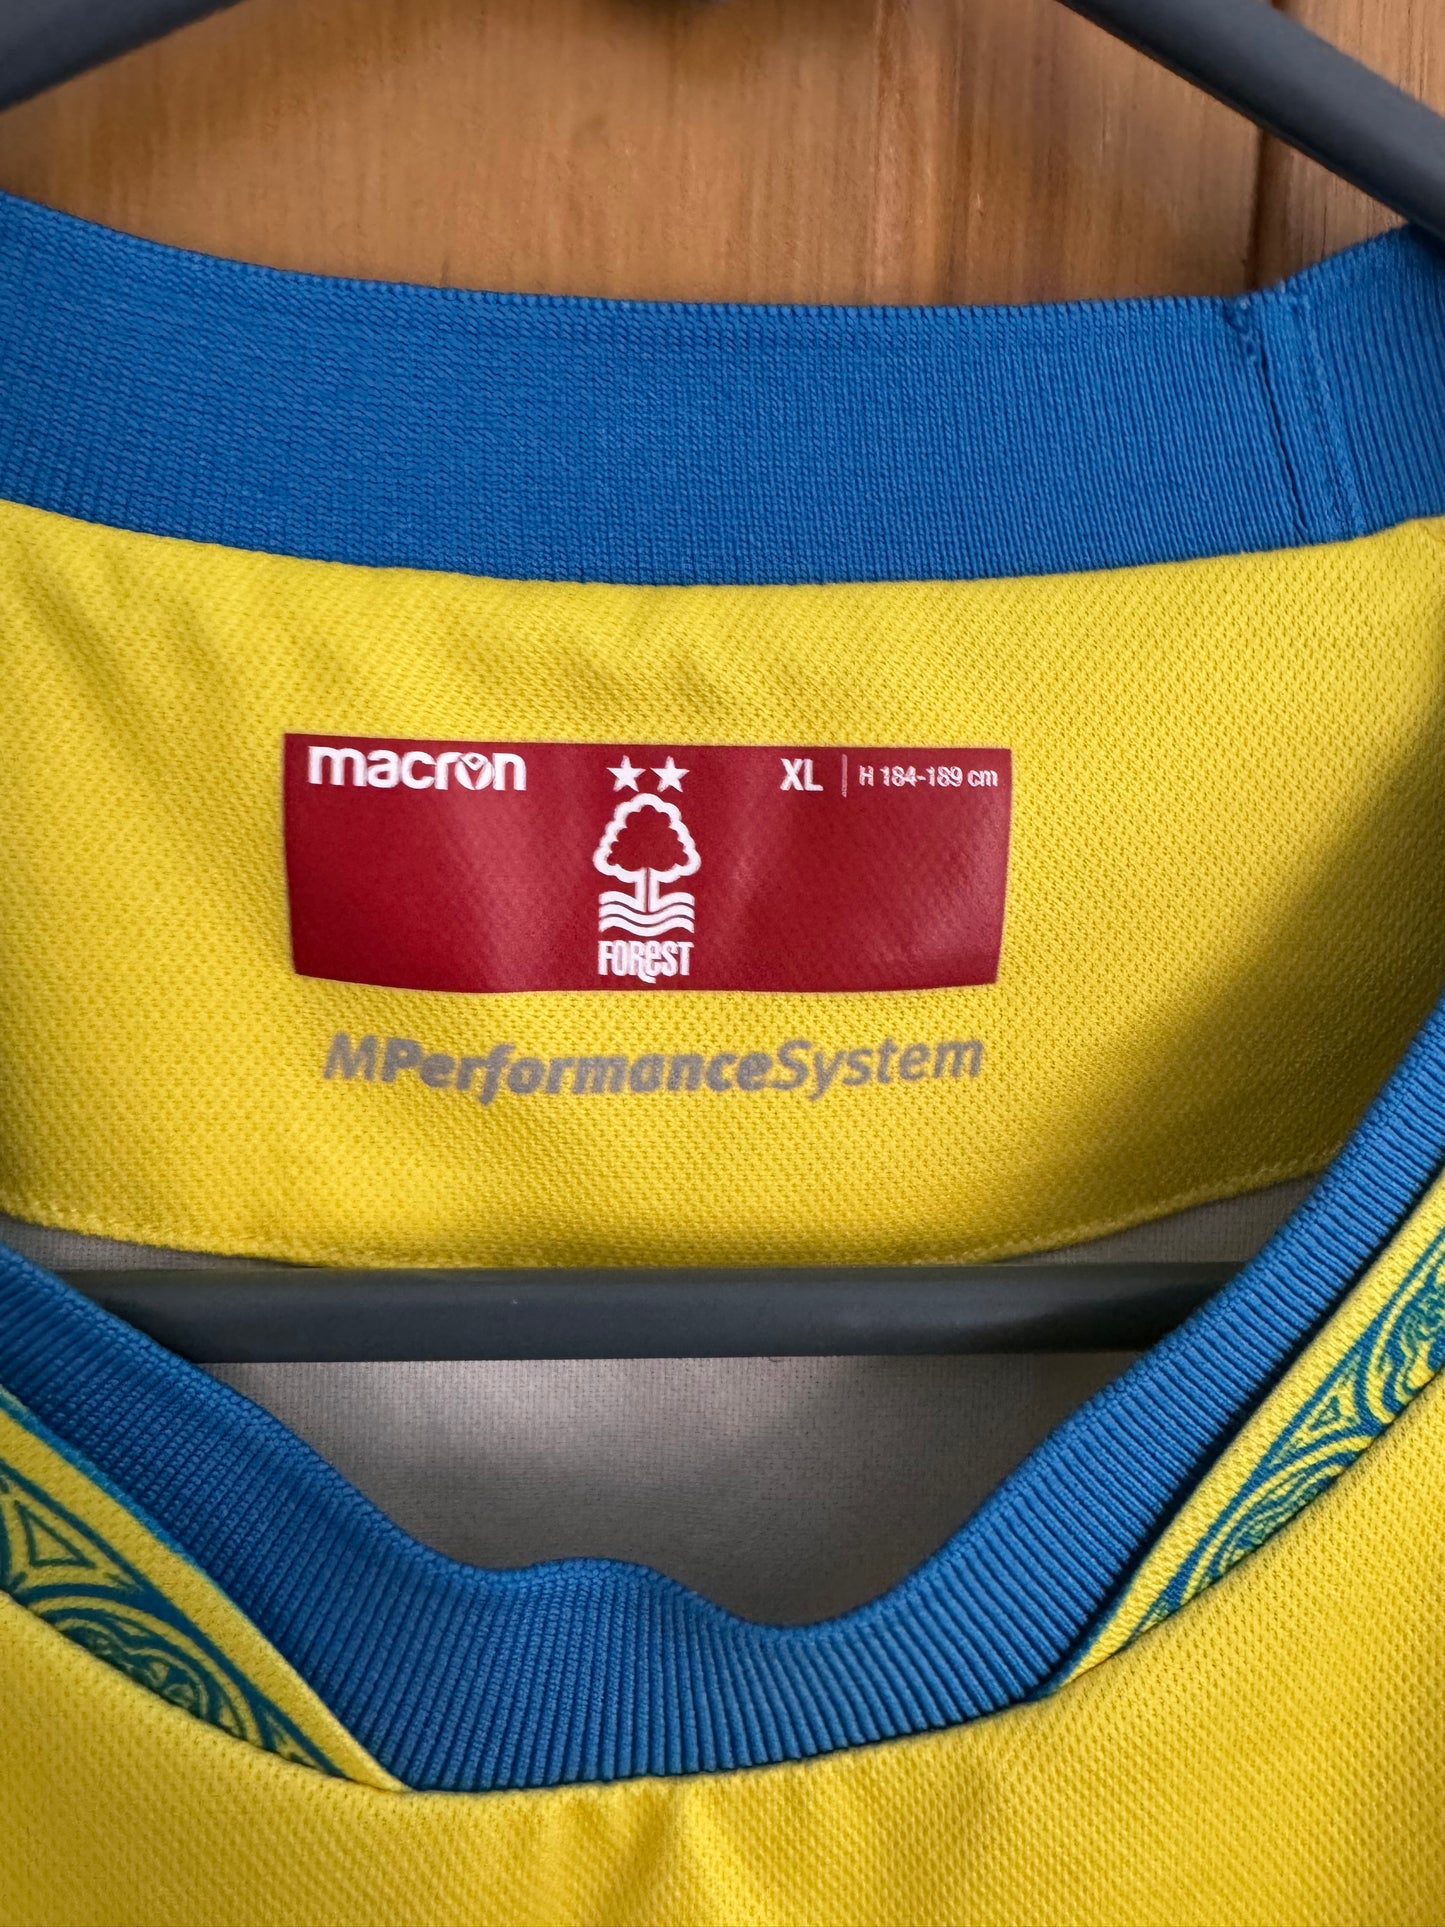 macron
XL | H 184-189 cm
FOREST
MPerformanceSystem